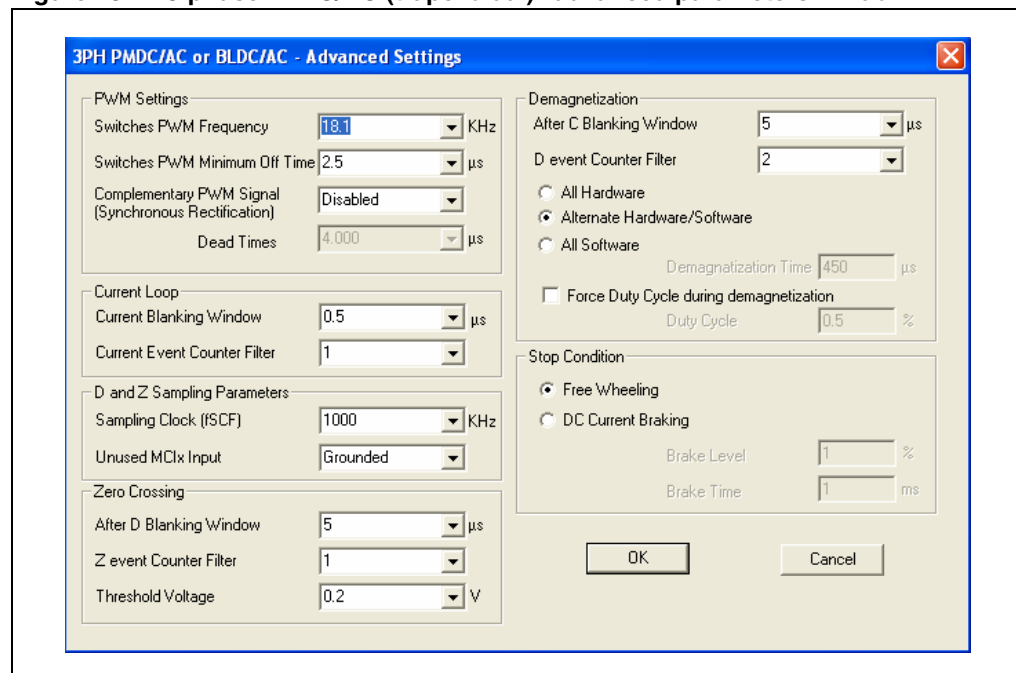 3PH PMDC/AC or BLDC/AC - Advanced Settings
PWM Settings
Switches PWM Frequency 18.1 KHz
Switches PWM Minimum Off Time 2.5 µs
Complementary PWM Signal
(Synchronous Rectification) Disabled
Dead Times 4.000 µs
Current Loop
Current Blanking Window 0.5 µs
Current Event Counter Filter 1
D and Z Sampling Parameters
Sampling Clock (fSCF) 1000 KHz
Unused MCIx Input Grounded
Zero Crossing
After D Blanking Window 5 µs
Z event Counter Filter 1
Threshold Voltage 0.2 V
Demagnetization
After C Blanking Window 5 µs
D event Counter Filter 2
All Hardware
Alternate Hardware/Software
All Software
Demagnatization Time 450 µs
Force Duty Cycle during demagnetization
Duty Cycle 0.5 %
Stop Condition
Free Wheeling
DC Current Braking
Brake Level 1 %
Brake Time 1 ms
OK Cancel